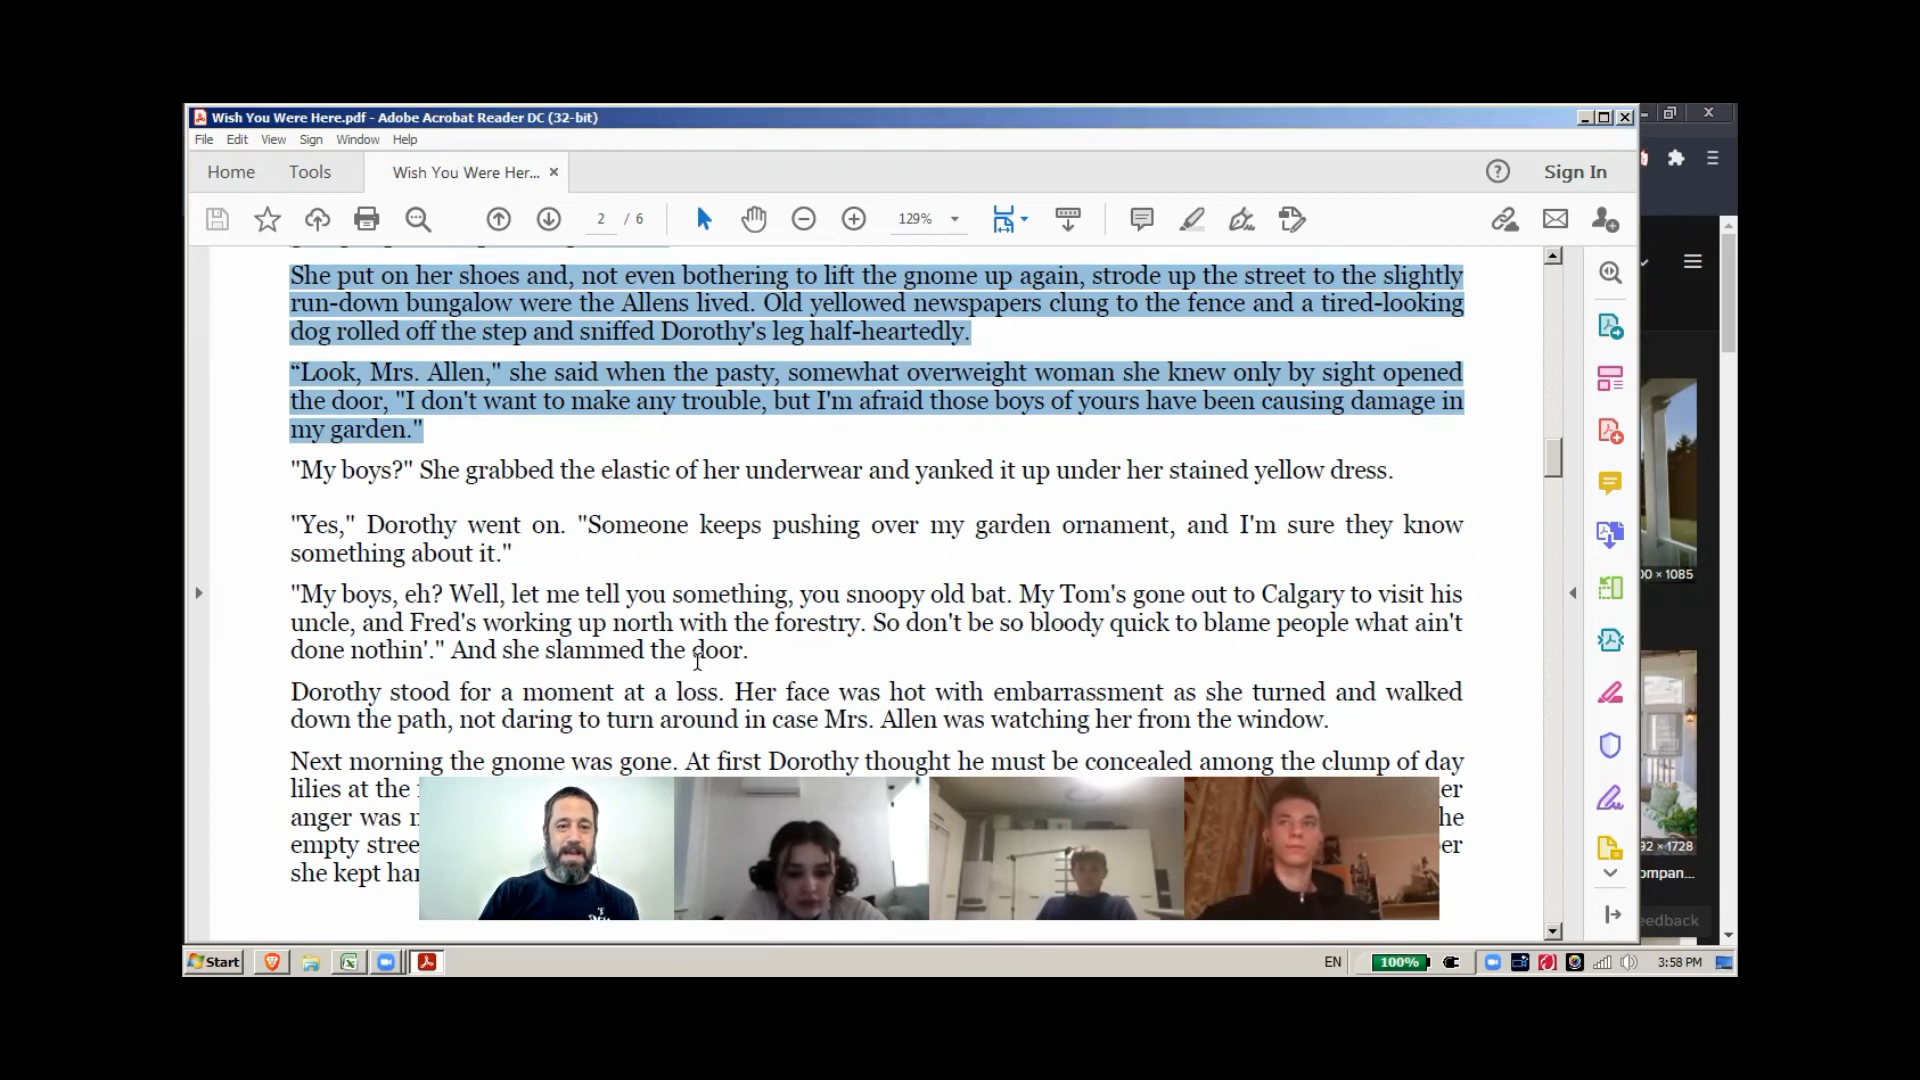 Wish You Were Here.pdf - Adobe Acrobat Reader DC (32-bit)
File Edit View Sign Window Help
Home Tools Wish You Were Her... Sign In
2 / 6 129%
She put on her shoes and, not even bothering to lift the gnome up again, strode up the street to the slightly
run-down bungalow were the Allens lived. Old yellowed newspapers clung to the fence and a tired-looking
dog rolled off the step and sniffed Dorothy's leg half-heartedly.
“Look, Mrs. Allen," she said when the pasty, somewhat overweight woman she knew only by sight opened
the door, "I don't want to make any trouble, but I'm afraid those boys of yours have been causing damage in
my garden."
"My boys?" She grabbed the elastic of her underwear and yanked it up under her stained yellow dress.
"Yes," Dorothy went on. "Someone keeps pushing over my garden ornament, and I'm sure they know
something about it."
"My boys, eh? Well, let me tell you something, you snoopy old bat. My Tom's gone out to Calgary to visit his
uncle, and Fred's working up north with the forestry. So don't be so bloody quick to blame people what ain't
done nothin'." And she slammed the door.
Dorothy stood for a moment at a loss. Her face was hot with embarrassment as she turned and walked
down the path, not daring to turn around in case Mrs. Allen was watching her from the window.
Next morning the gnome was gone. At first Dorothy thought he must be concealed among the clump of day
lilies at the
anger was
empty
she kept
00 × 1085
92 × 1728
ompan...
eedback
Start
EN 100% 3:58 PM